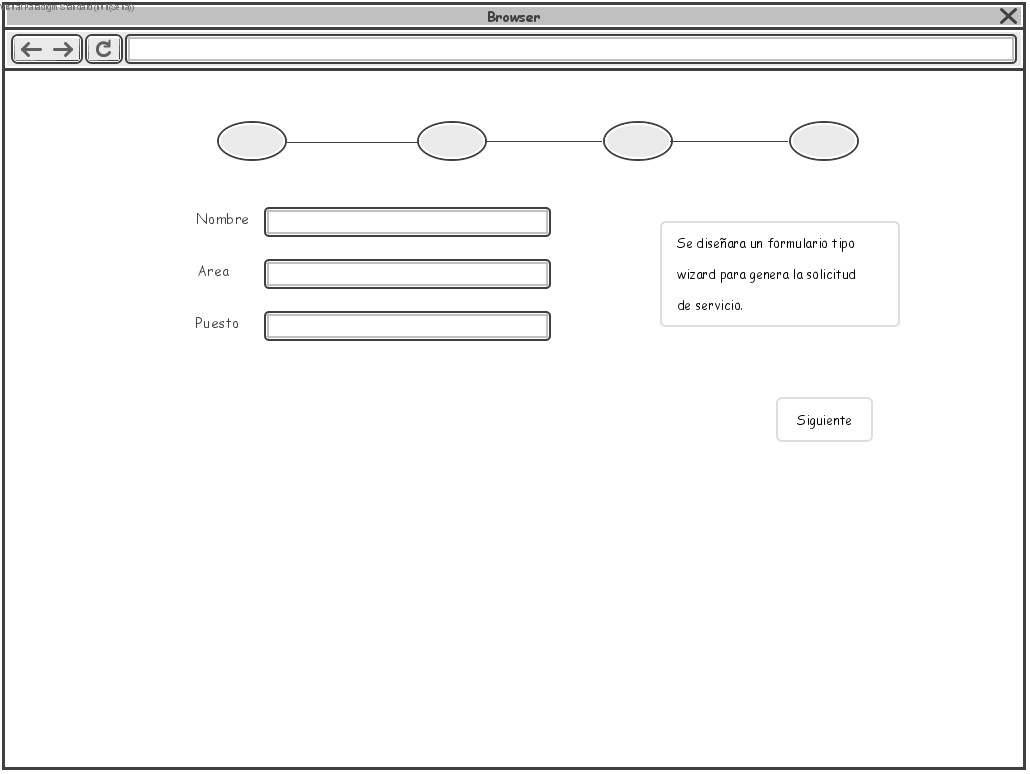 Visual Paradigm Standard
Browser
Nombre
Area
Puesto
Se diseñara un formulario tipo
wizard para genera la solicitud
de servicio.
Siguiente